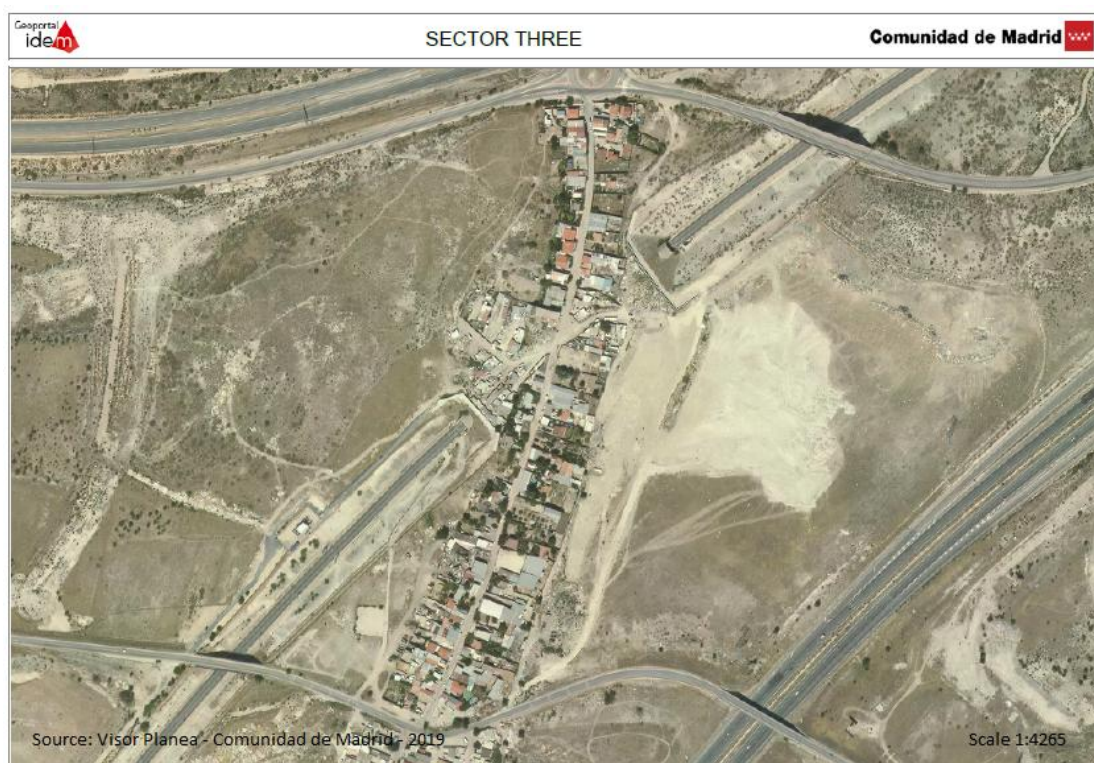 Geoportal
idem
SECTOR THREE
Comunidad de Madrid
Source: Visor Planea - Comunidad de Madrid - 2019
Scale 1:4265